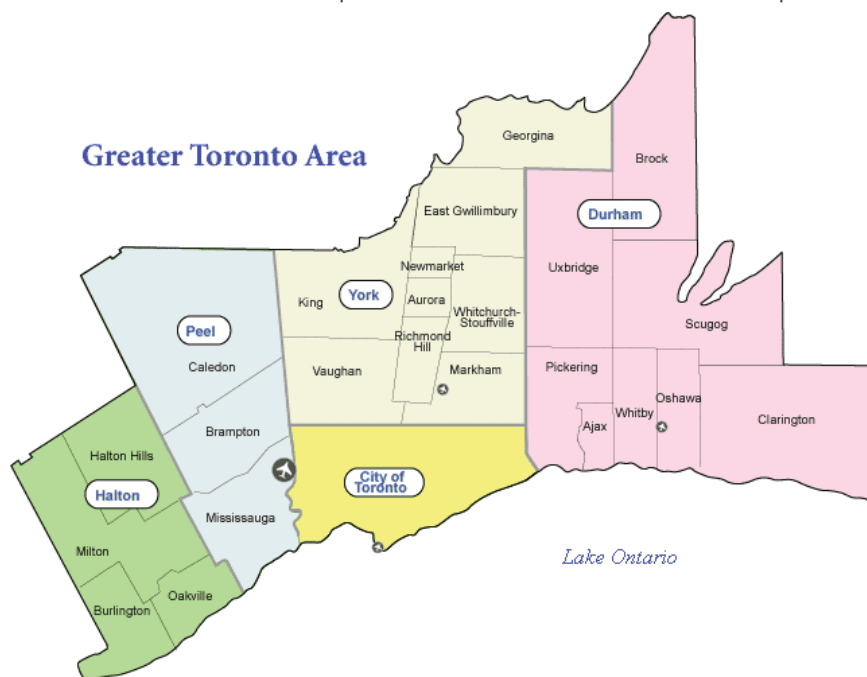 Greater Toronto Area
Georgina
Brock
East Gwillimbury
Durham
Newmarket
Uxbridge
King
York
Aurora
Whitchurch-
Stouffville
Peel
Scugog
Richmond
Hill
Caledon
Vaughan
Markham
Pickering
Oshawa
Whitby
Clarington
Ajax
Brampton
Halton Hills
City of
Toronto
Halton
Mississauga
Milton
Lake Ontario
Oakville
Burlington